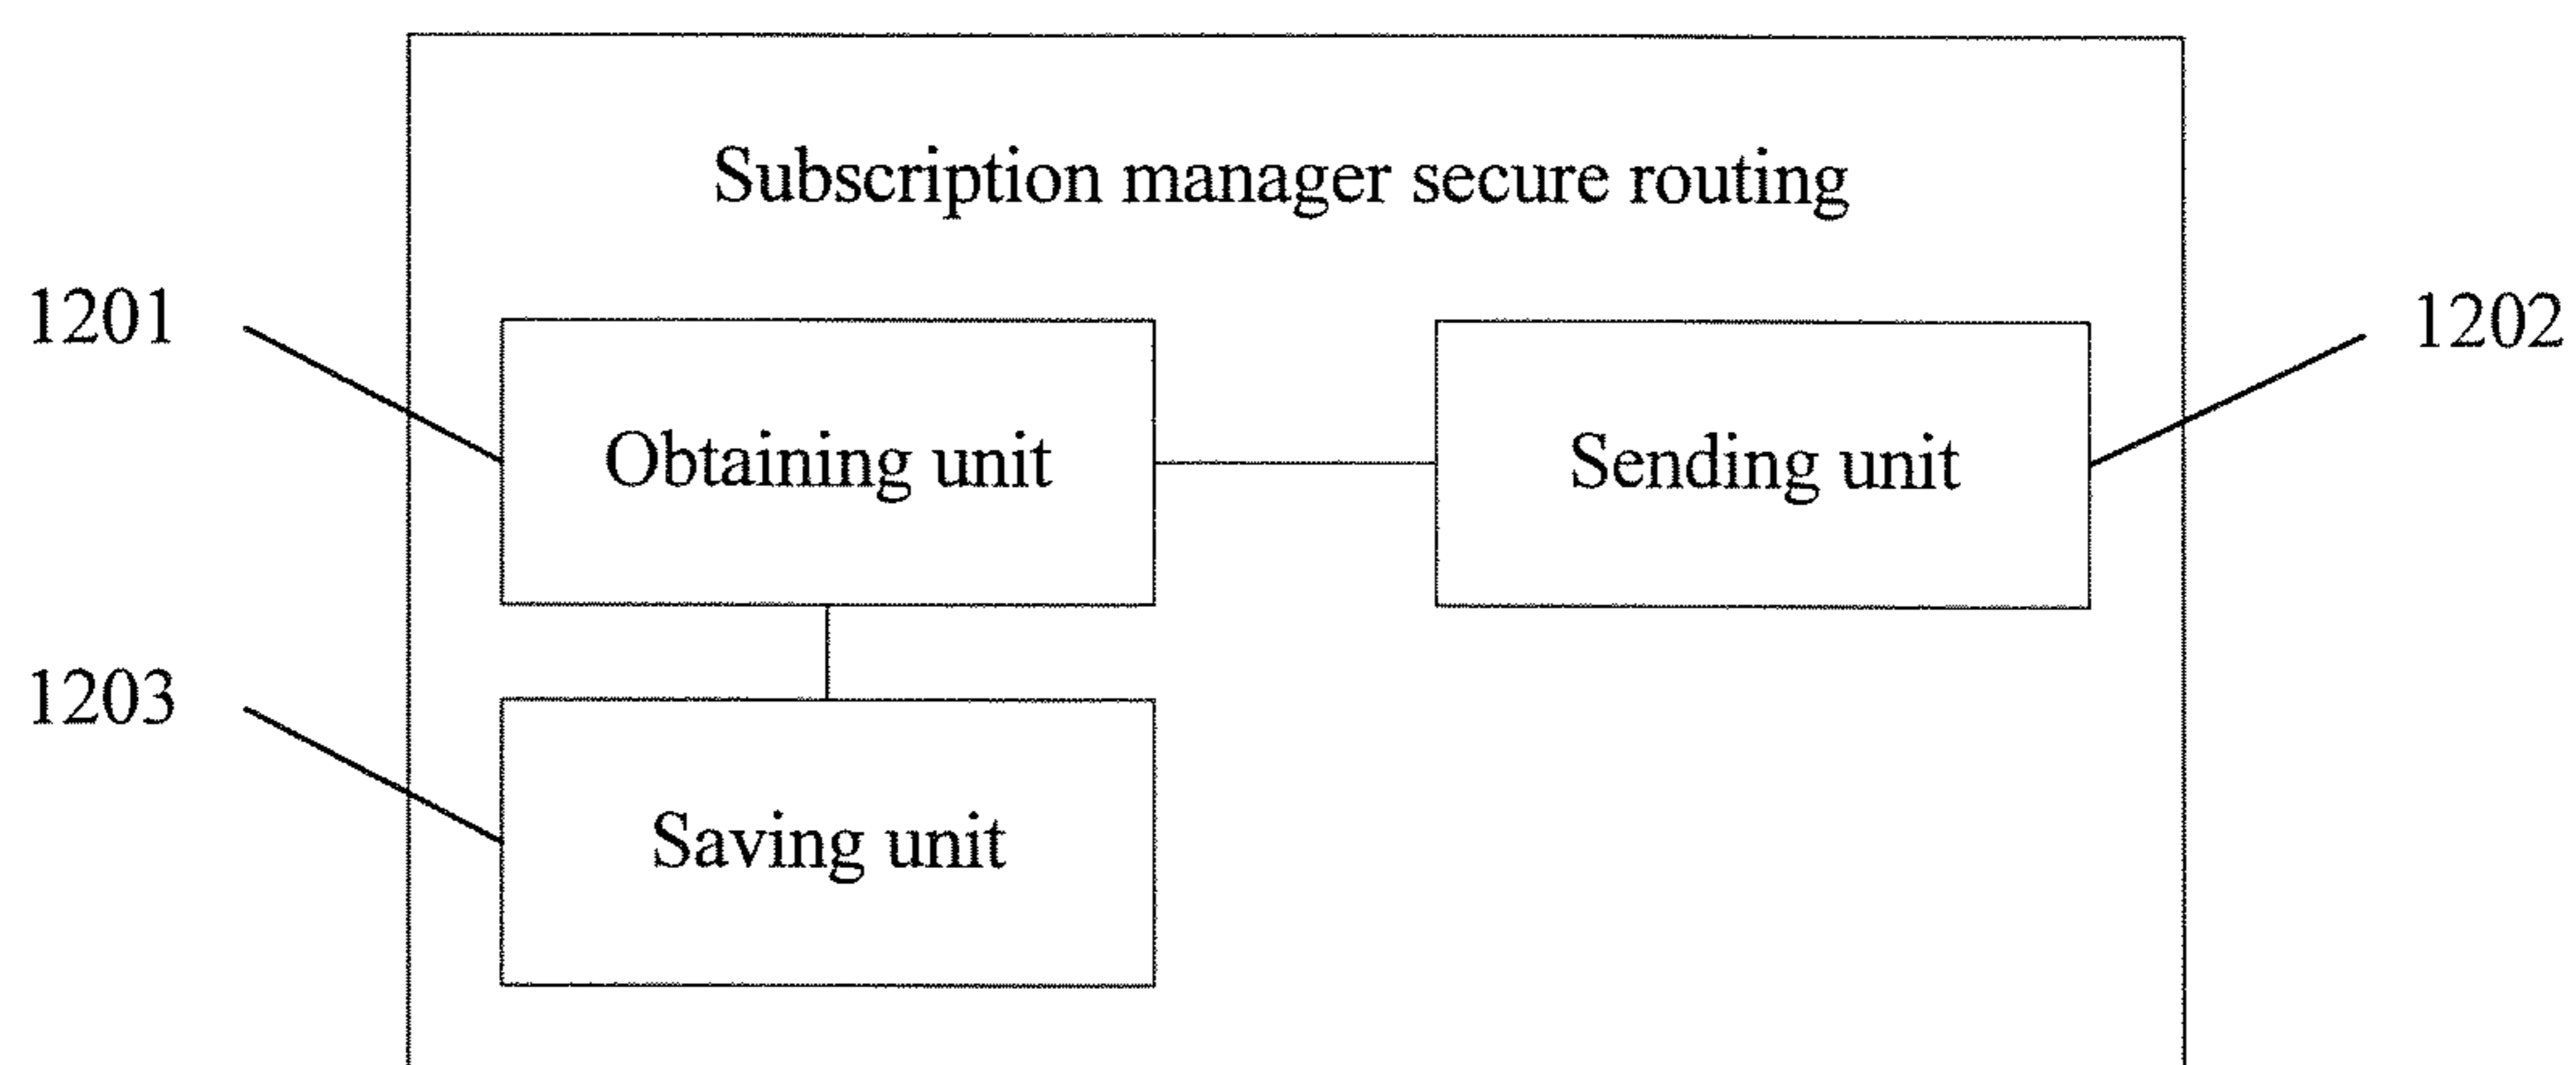 Subscription manager secure routing
1201
Obtaining unit
Sending unit
1202
1203
Saving unit